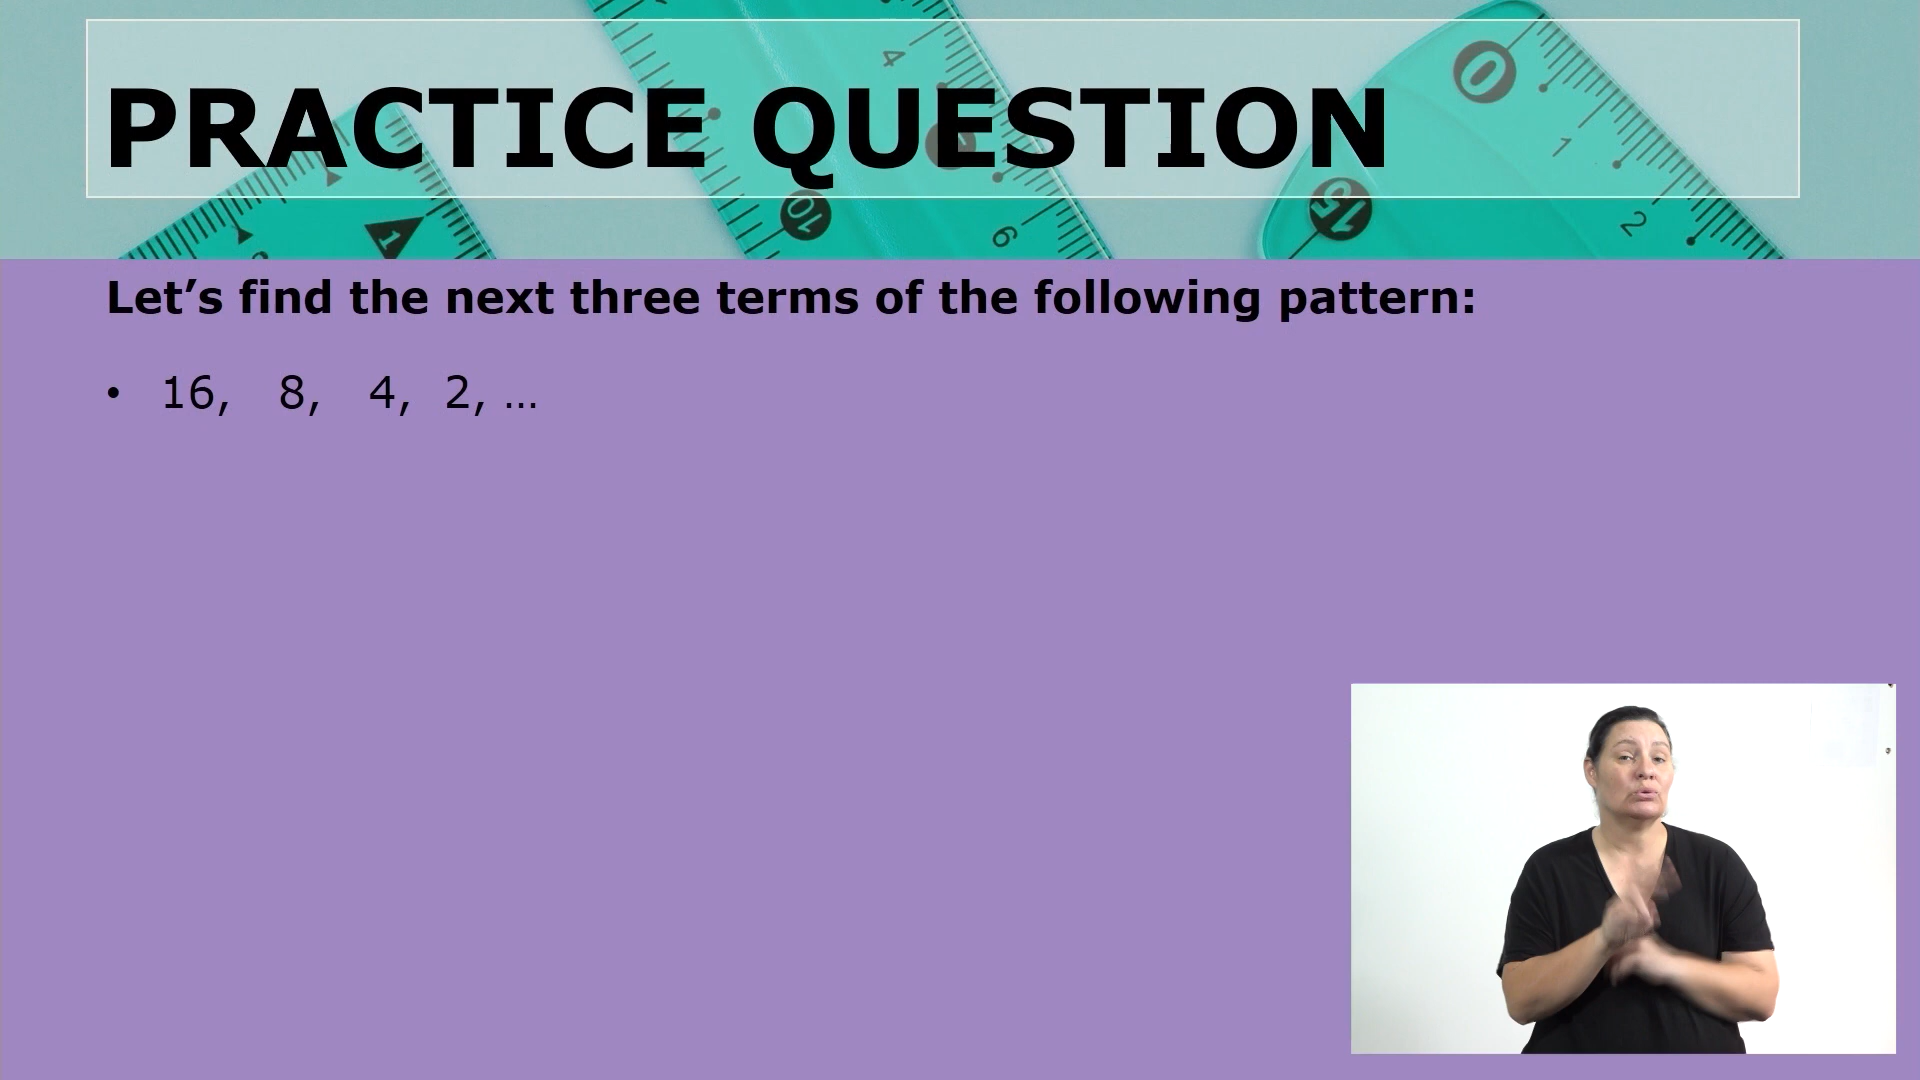 PRACTICE QUESTION
Let’s find the next three terms of the following pattern:
• 16, 8, 4, 2, …